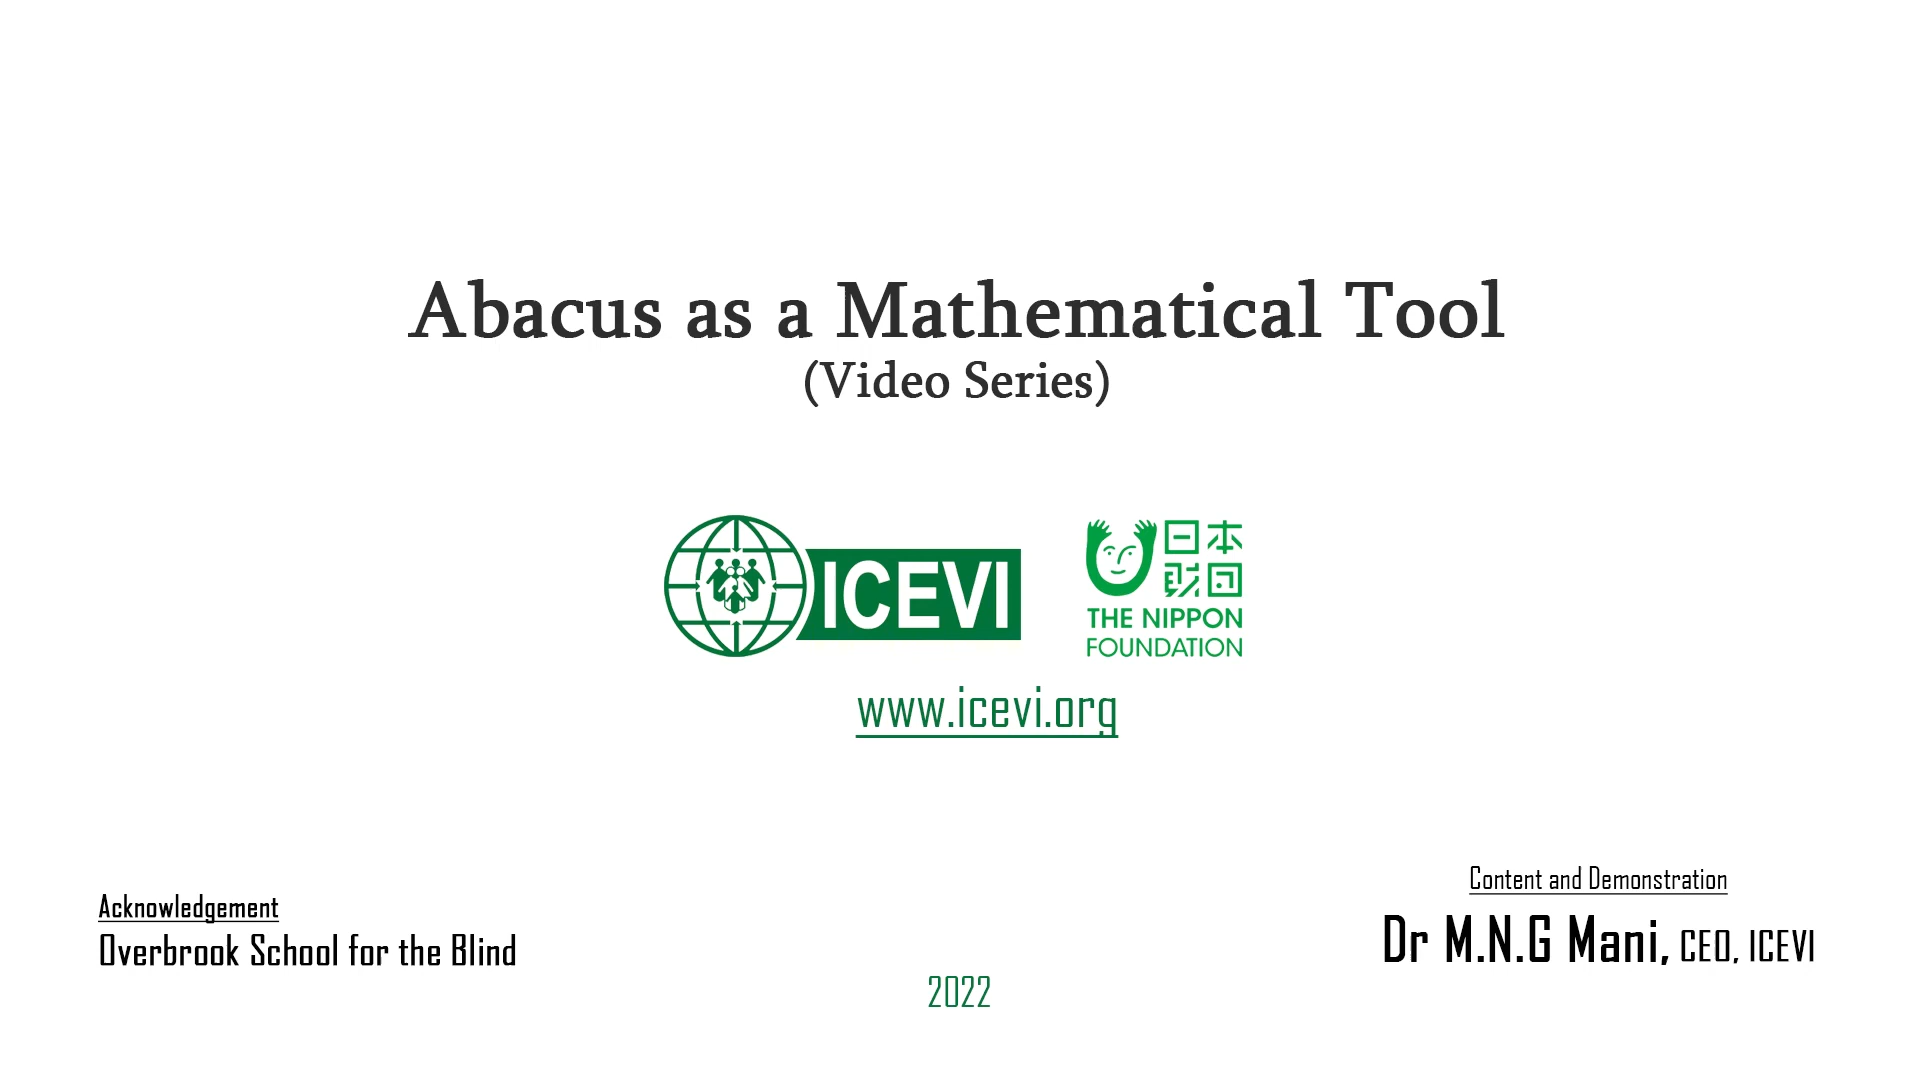 Abacus as a Mathematical Tool
(Video Series)
ICEVI
日本
財団
THE NIPPON
FOUNDATION
www.icevi.org
Acknowledgement
Overbrook School for the Blind
Content and Demonstration
Dr M.N.G Mani, CEO, ICEVI
2022